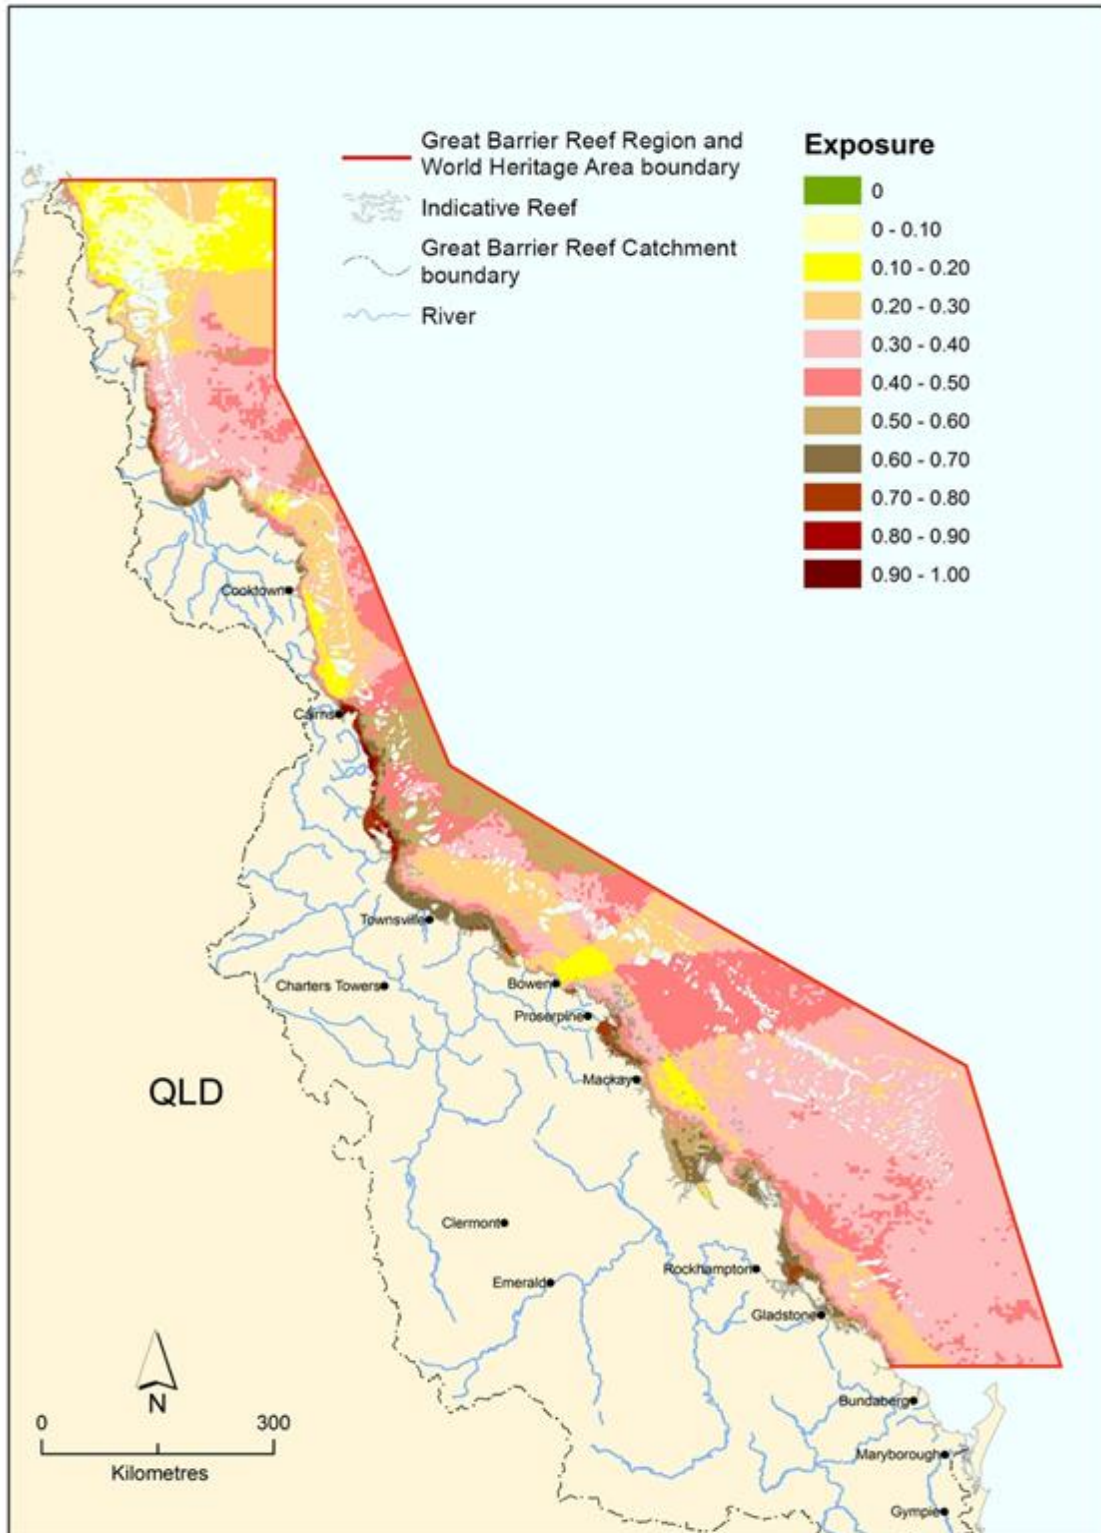 Great Barrier Reef Region and
World Heritage Area boundary
Indicative Reef
Great Barrier Reef Catchment
boundary
River
Exposure
0
0 - 0.10
0.10 - 0.20
0.20 - 0.30
0.30 - 0.40
0.40 - 0.50
0.50 - 0.60
0.60 - 0.70
0.70 - 0.80
0.80 - 0.90
0.90 - 1.00
Cooktown
Cairns
Townsville
Charters Towers
Bowen
Proserpine
Mackay
QLD
Clermont
Emerald
Rockhampton
Gladstone
Bundaberg
Maryborough
Gympie
N
0 300
Kilometres